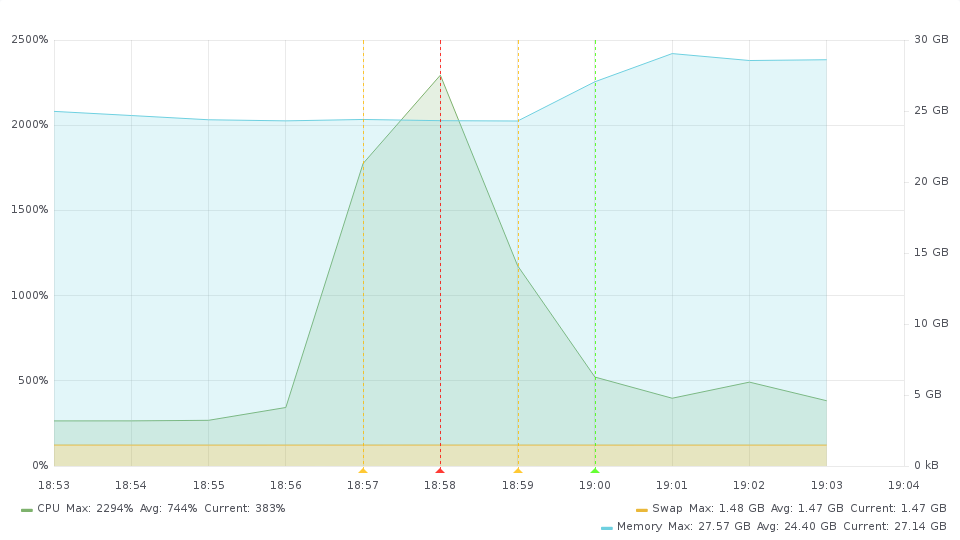 2500%
2000%
1500%
1000%
500%
0%
30 GB
25 GB
20 GB
15 GB
10 GB
5 GB
0 kB
18:53 18:54 18:55 18:56 18:57 18:58 18:59 19:00 19:01 19:02 19:03 19:04
CPU Max: 2294% Avg: 744% Current: 383%
Swap Max: 1.48 GB Avg: 1.47 GB Current: 1.47 GB
Memory Max: 27.57 GB Avg: 24.40 GB Current: 27.14 GB